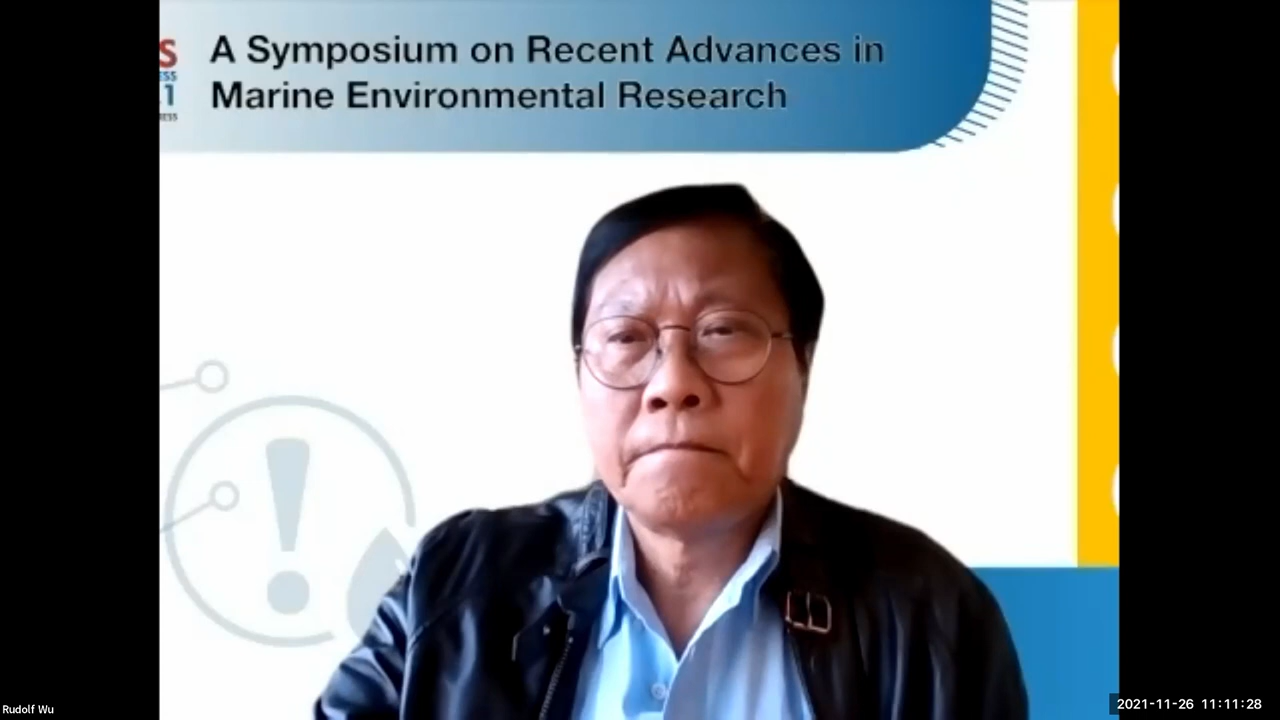 A Symposium on Recent Advances in
Marine Environmental Research
Rudolf Wu
2021-11-26 11:11:28